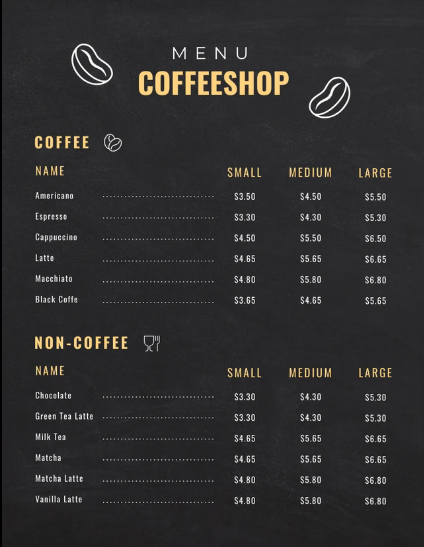 MENU
COFFEESHOP
COFFEE
NAME SMALL MEDIUM LARGE
Americano ........................... $3.50 $4.50 $5.50
Espresso ........................... $3.30 $4.30 $5.30
Cappuccino ........................... $4.50 $5.50 $6.50
Latte ........................... $4.65 $5.65 $6.65
Macchiato ........................... $4.80 $5.80 $6.80
Black Coffe ........................... $3.65 $4.65 $5.65
NON-COFFEE
NAME SMALL MEDIUM LARGE
Chocolate ........................... $3.30 $4.30 $5.30
Green Tea Latte ........................... $3.30 $4.30 $5.30
Milk Tea ........................... $4.65 $5.65 $6.65
Matcha ........................... $4.65 $5.65 $6.65
Matcha Latte ........................... $4.80 $5.80 $6.80
Vanilla Latte ........................... $4.80 $5.80 $6.80